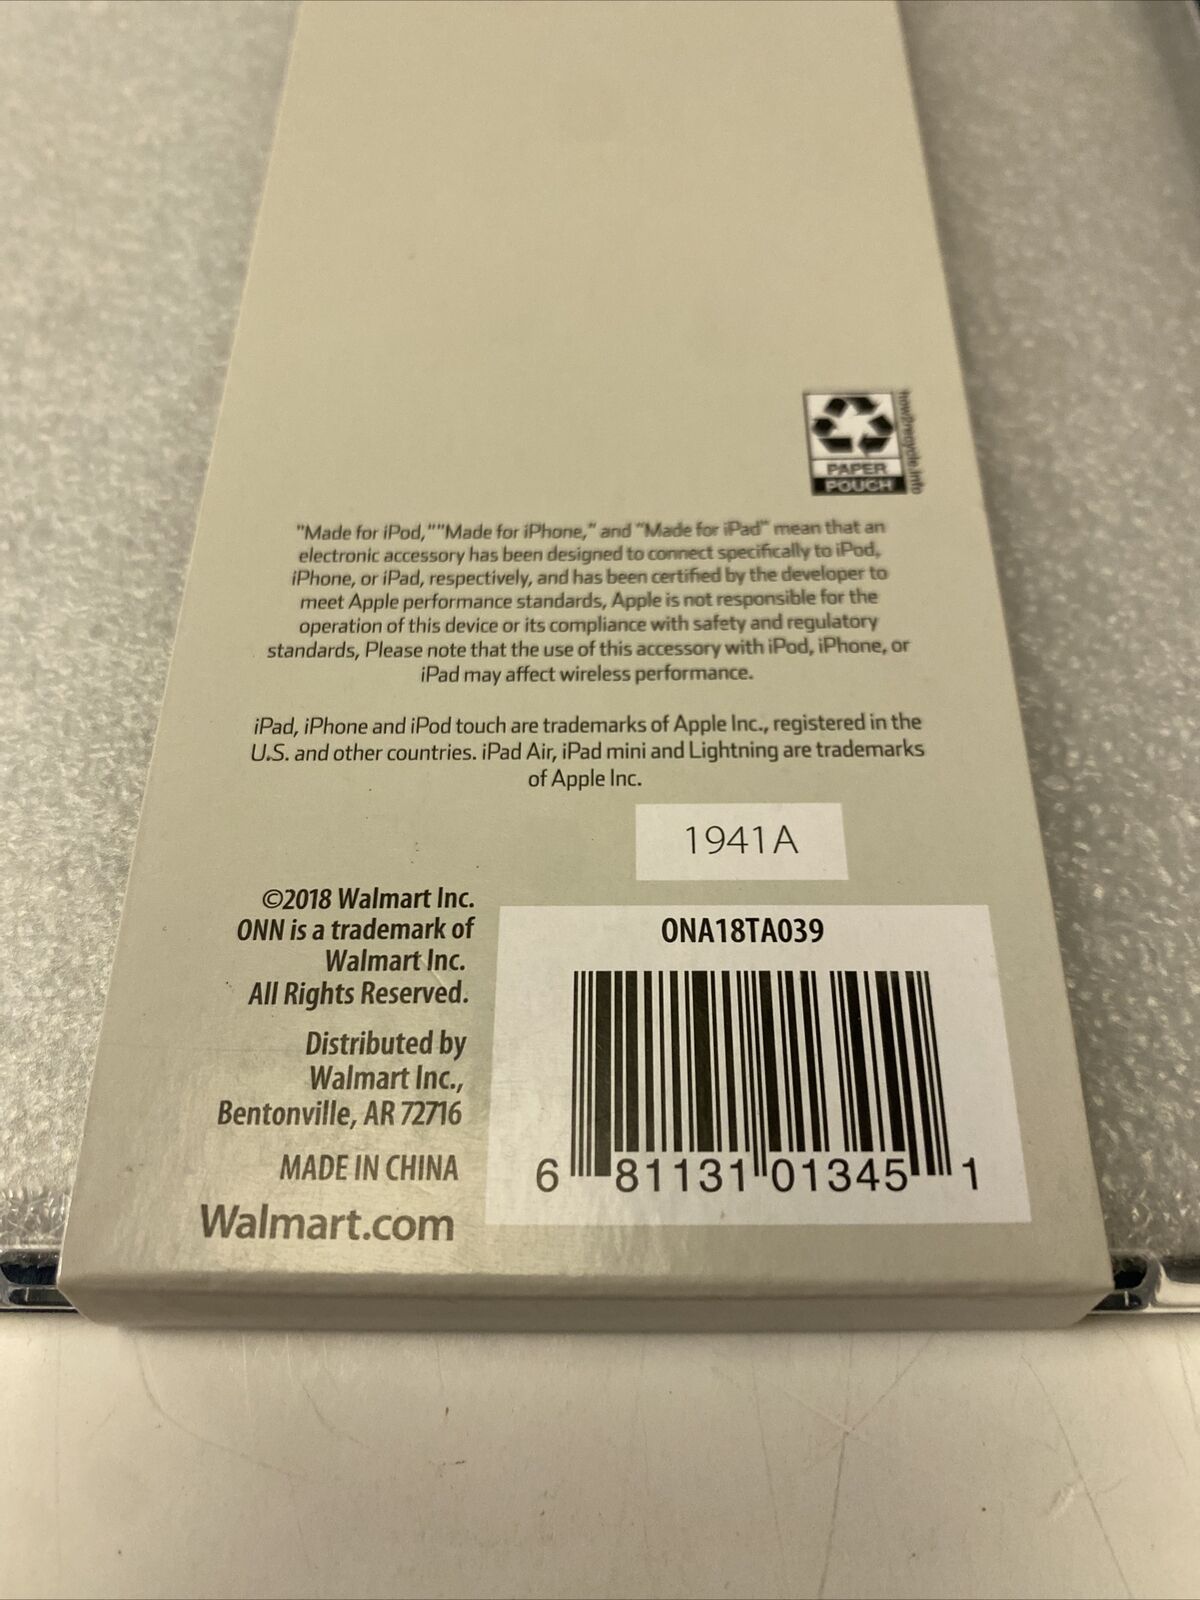 how2recycle.info
PAPER
POUCH
"Made for iPod,""Made for iPhone," and "Made for iPad" mean that an
electronic accessory has been designed to connect specifically to iPod,
iPhone, or iPad, respectively, and has been certified by the developer to
meet Apple performance standards, Apple is not responsible for the
operation of this device or its compliance with safety and regulatory
standards, Please note that the use of this accessory with iPod, iPhone, or
iPad may affect wireless performance.
iPad, iPhone and iPod touch are trademarks of Apple Inc., registered in the
U.S. and other countries. iPad Air, iPad mini and Lightning are trademarks
of Apple Inc.
1941A
©2018 Walmart Inc.
ONN is a trademark of
Walmart Inc.
All Rights Reserved.
Distributed by
Walmart Inc.,
Bentonville, AR 72716
MADE IN CHINA
Walmart.com
ONA18TA039
6 81131 01345 1